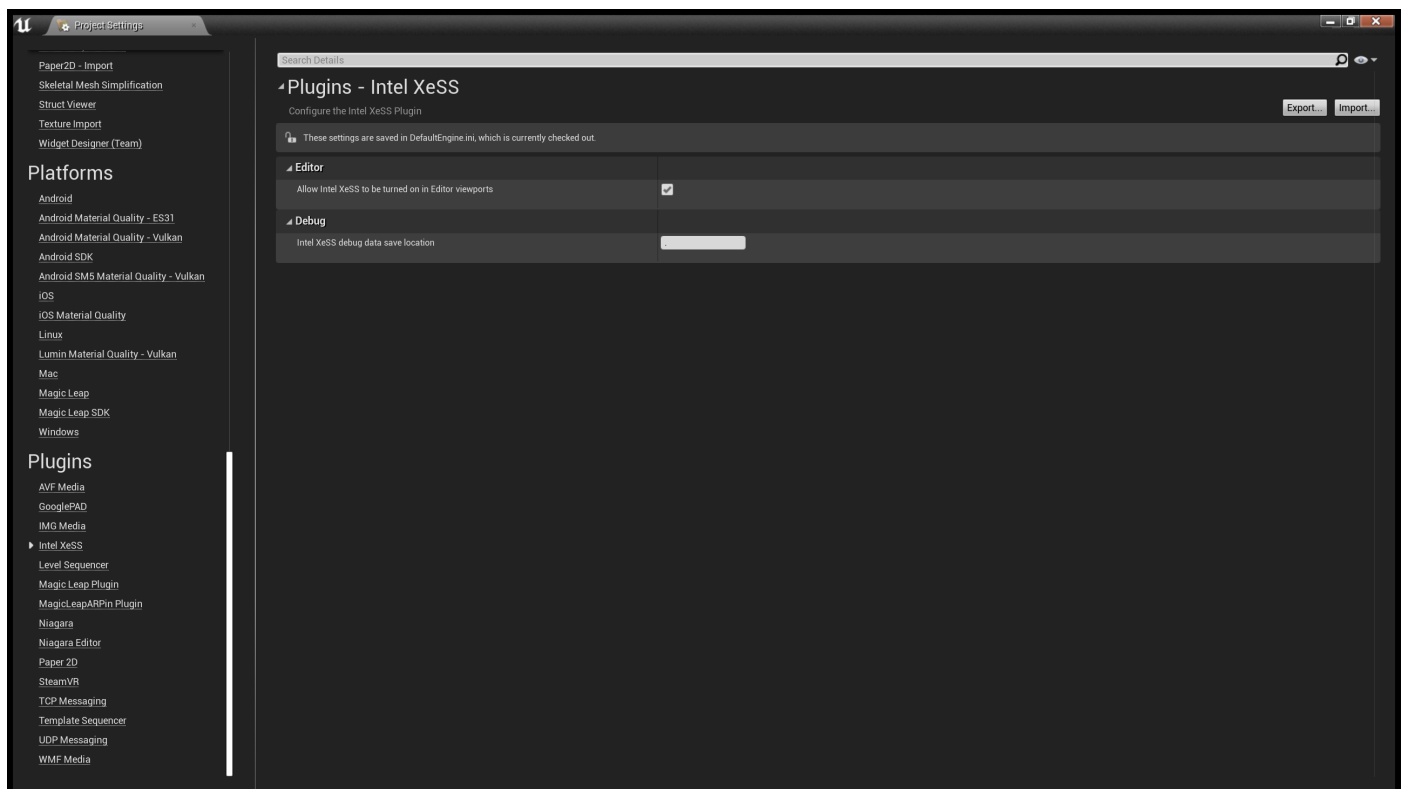 Project Settings
Paper2D - Import
Skeletal Mesh Simplification
Struct Viewer
Texture Import
Widget Designer (Team)
Platforms
Android
Android Material Quality - ES31
Android Material Quality - Vulkan
Android SDK
Android SM5 Material Quality - Vulkan
iOS
iOS Material Quality
Linux
Lumin Material Quality - Vulkan
Mac
Magic Leap
Magic Leap SDK
Windows
Plugins
AVF Media
GooglePAD
IMG Media
Intel XeSS
Level Sequencer
Magic Leap Plugin
MagicLeapARPin Plugin
Niagara
Niagara Editor
Paper 2D
SteamVR
TCP Messaging
Template Sequencer
UDP Messaging
WMF Media
Search Details
Plugins - Intel XeSS
Configure the Intel XeSS Plugin
Export... Import...
These settings are saved in DefaultEngine.ini, which is currently checked out.
Editor
Allow Intel XeSS to be turned on in Editor viewports
Debug
Intel XeSS debug data save location .